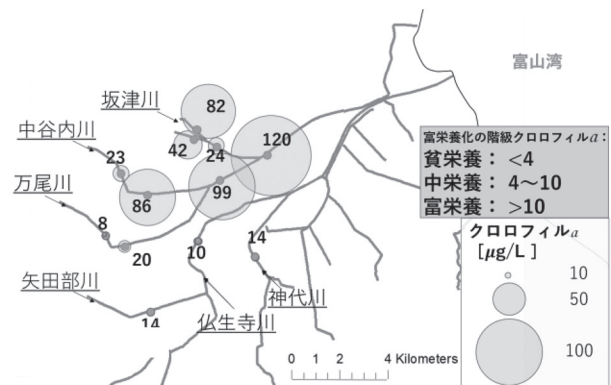 富山湾
坂津川
82
中谷内川
42
24
120
23
万尾川
86
99
8
20
10
14
矢田部川
14
仏生寺川
神代川
0 1 2 4 Kilometers
富栄養化の階級クロロフィルa:
貧栄養: <4
中栄養: 4~10
富栄養: >10
クロロフィルa
[μg/L]
10
50
100